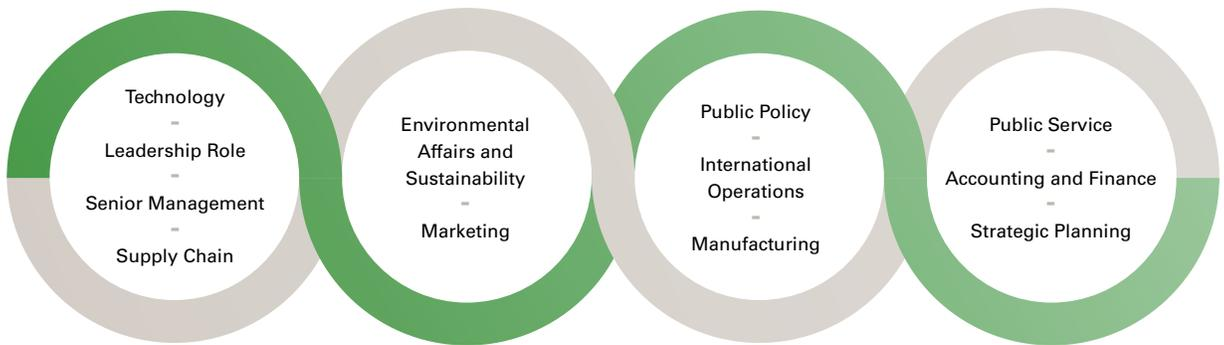 Technology
Leadership Role
Senior Management
Supply Chain
Environmental
Affairs and
Sustainability
Marketing
Public Policy
International
Operations
Manufacturing
Public Service
Accounting and Finance
Strategic Planning